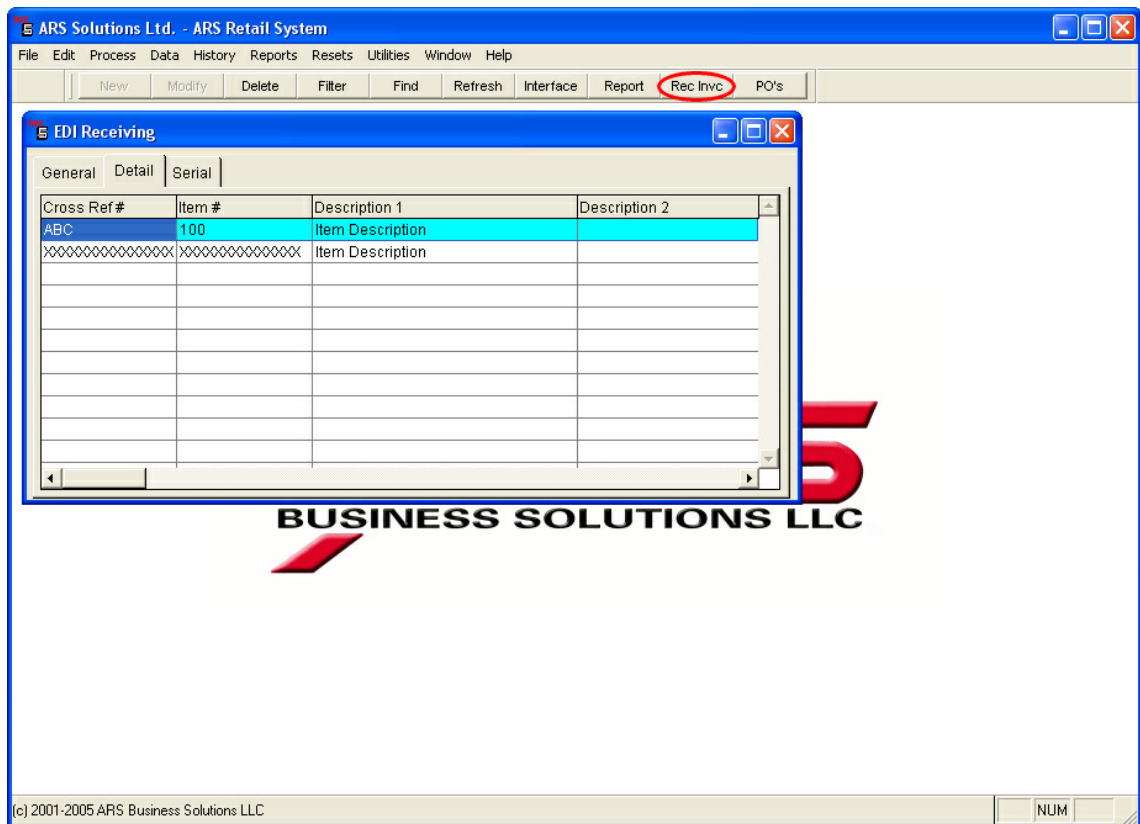 ARS Solutions Ltd. - ARS Retail System
File Edit Process Data History Reports Resets Utilities Window Help
New Modify Delete Filter Find Refresh Interface Report Rec Invc PO's
EDI Receiving
General Detail Serial
Cross Ref # Item # Description 1 Description 2
ABC 100 Item Description
XXXXXXXXXXXXXXX XXXXXXXXXXXXXX Item Description
BUSINESS SOLUTIONS LLC
(c) 2001-2005 ARS Business Solutions LLC NUM